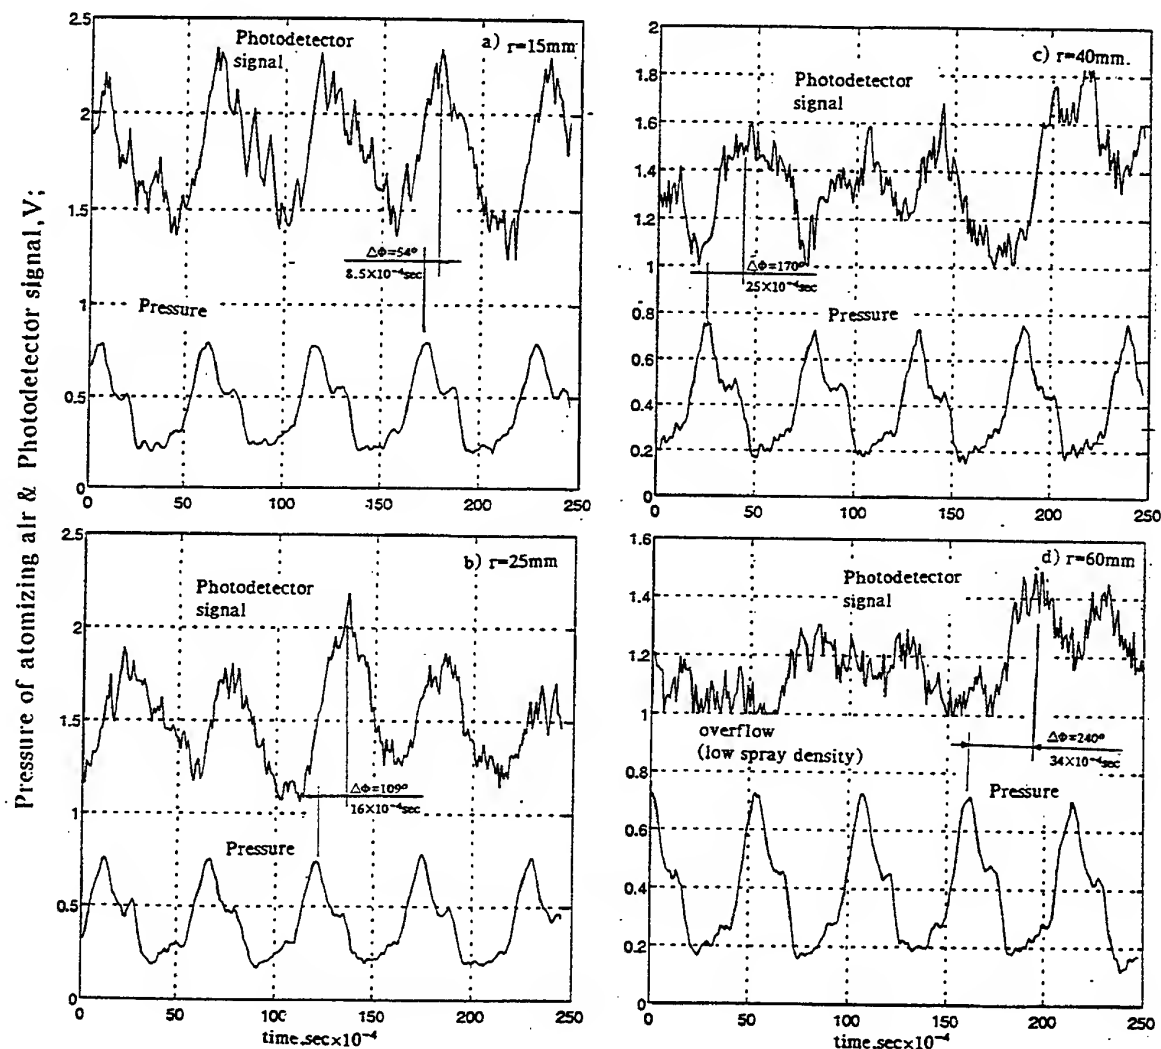 Pressure of atomizing air & Photodetector signal, V;
2.5
2
1.5
1
0.5
0
0
50
100
150
200
250
Photodetector
signal
a) r=15mm
△Φ=54°
8.5×10⁻⁴sec
Pressure
2.5
2
1.5
1
0.5
0
0
50
100
150
200
250
time.sec×10⁻⁴
Photodetector
signal
b) r=25mm
△Φ=109°
16×10⁻⁴sec
Pressure
2
1.8
1.6
1.4
1.2
1
0.8
0.6
0.4
0.2
0
0
50
100
150
200
250
Photodetector
signal
c) r=40mm.
△Φ=170°
25×10⁻⁴sec
Pressure
1.6
1.4
1.2
1
0.8
0.6
0.4
0.2
0
0
50
100
150
200
250
time.sec×10⁻⁴
Photodetector
signal
d) r=60mm
overflow
(low spray density)
△Φ=240°
34×10⁻⁴sec
Pressure